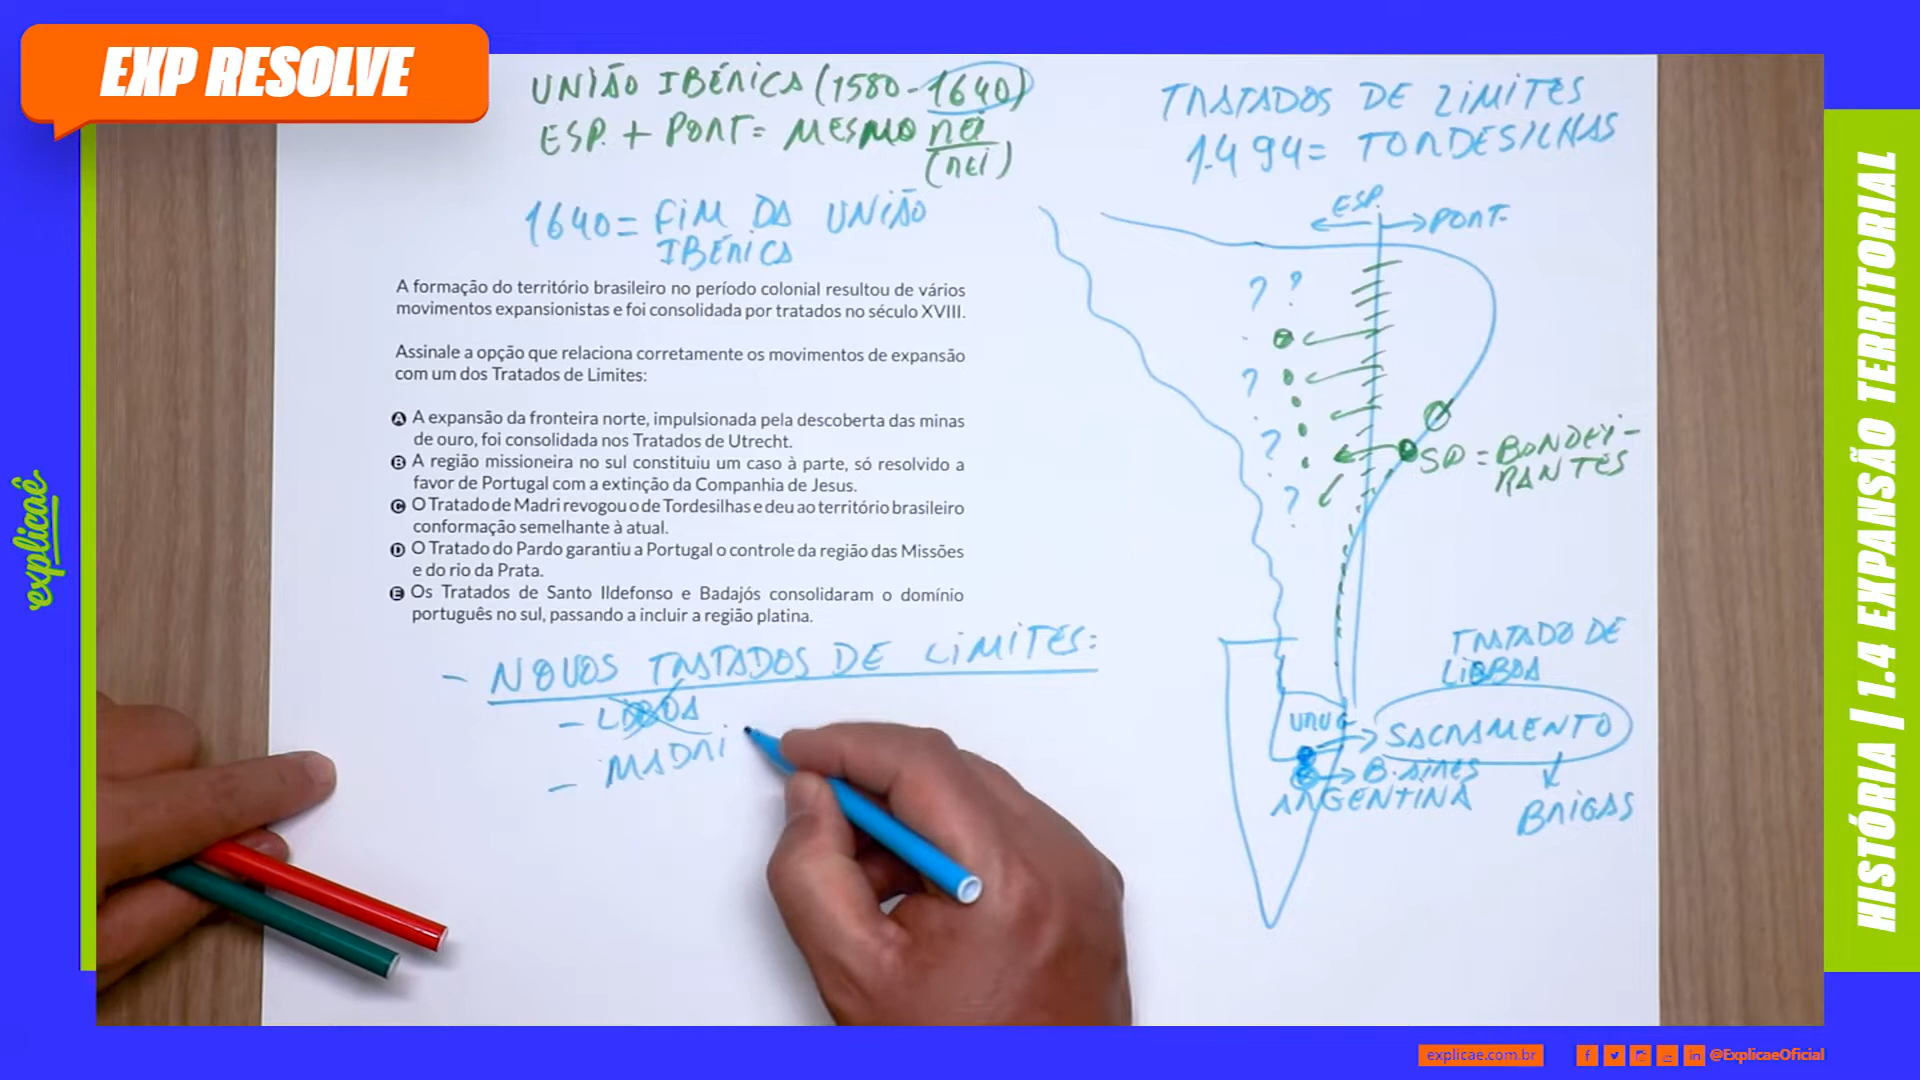 EXP RESOLVE
UNIÃO IBÉRICA (1580-1640)
ESP. + PORT= MESMO REI
(REI)
1640= FIM DA UNIÃO
IBÉRICA
A formação do território brasileiro no período colonial resultou de vários
movimentos expansionistas e foi consolidada por tratados no século XVIII.
Assinale a opção que relaciona corretamente os movimentos de expansão
com um dos Tratados de Limites:
A A expansão da fronteira norte, impulsionada pela descoberta das minas
de ouro, foi consolidada nos Tratados de Utrecht.
B A região missioneira no sul constituiu um caso à parte, só resolvido a
favor de Portugal com a extinção da Companhia de Jesus.
C O Tratado de Madri revogou o de Tordesilhas e deu ao território brasileiro
conformação semelhante à atual.
D O Tratado do Pardo garantiu a Portugal o controle da região das Missões
e do rio da Prata.
E Os Tratados de Santo Ildefonso e Badajós consolidaram o domínio
português no sul, passando a incluir a região platina.
- NOVOS TRATADOS DE LIMITES:
- LISBOA
- MADRI
TRATADOS DE LIMITES
1494= TORDESILHAS
ESP. PORT-
? ?
?
?
?
SP = BANDEI-
RANTES
TRATADO DE
LISBOA
URUG
SACRAMENTO
B. AIRES
ARGENTINA
BRIGAS
explicaê
HISTÓRIA | 1.4 EXPANSÃO TERRITORIAL
explicae.com.br
@ExplicaeOficial